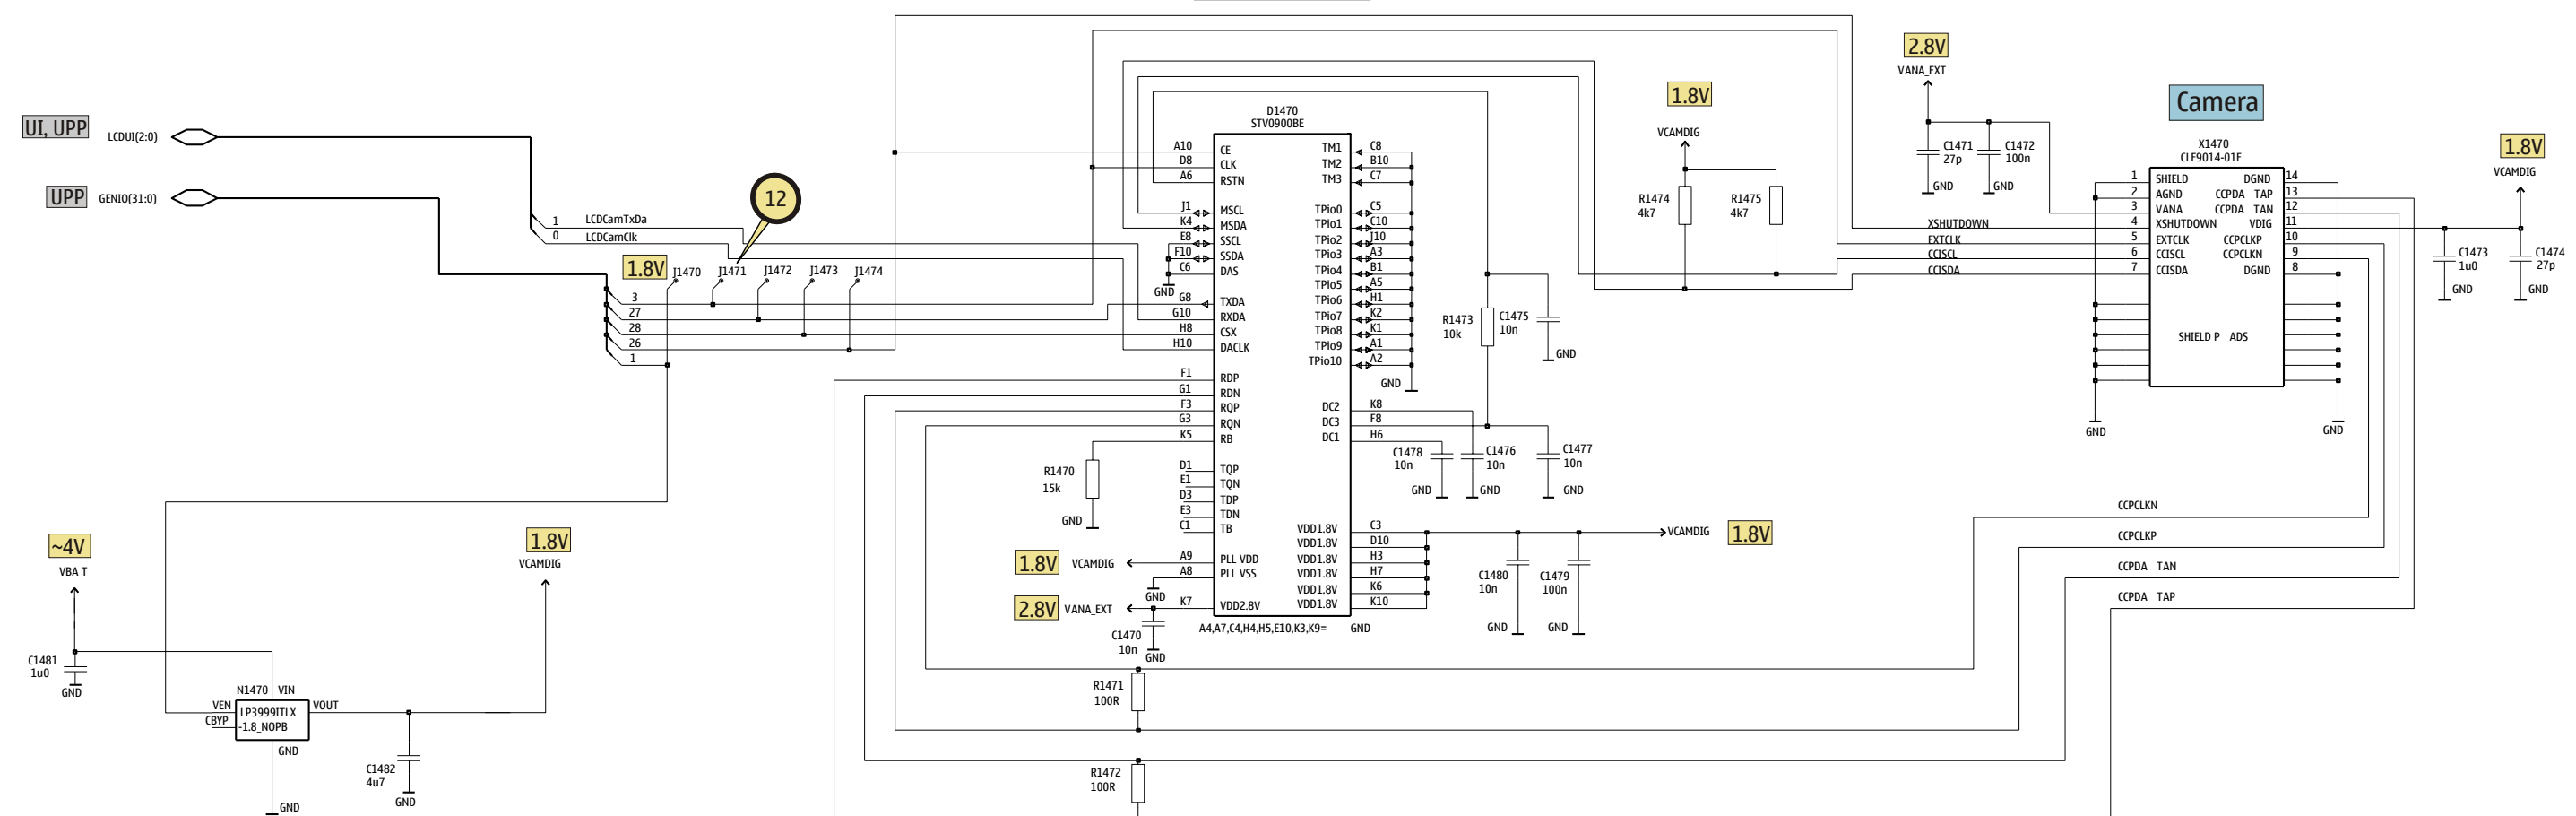 UI, UPP
LCDUI(2:0)
UPP
GENIO(31:0)
1 LCDCamTxDa
0 LCDCamClk
12
1.8V
J1470
J1471
J1472
J1473
J1474
3
27
28
26
1
~4V
VBA T
C1481
1u0
GND
N1470 VIN
VEN
CBYP
LP3999ITLX
-1.8_NOPB
VOUT
GND
GND
1.8V
VCAMDIG
C1482
4u7
GND
D1470
STV0900BE
A10 CE
D8 CLK
A6 RSTN
J1 MSCL
K4 MSDA
E8 SSCL
F10 SSDA
C6 DAS
GND
G8 TXDA
G10 RXDA
H8 CSX
H10 DACLK
F1 RDP
G1 RDN
F3 RQP
G3 RQN
K5 RB
D1 TQP
E1 TQN
D3 TDP
E3 TDN
C1 TB
A9 PLL VDD
A8 PLL VSS
K7 VDD2.8V
TM1 C8
TM2 B10
TM3 C7
TPio0 C5
TPio1 C10
TPio2 J10
TPio3 A3
TPio4 B1
TPio5 A5
TPio6 H1
TPio7 K2
TPio8 K1
TPio9 A1
TPio10 A2
GND
DC2 K8
DC3 F8
DC1 H6
VDD1.8V C3
VDD1.8V D10
VDD1.8V H3
VDD1.8V H7
VDD1.8V K6
VDD1.8V K10
A4,A7,C4,H4,H5,E10,K3,K9= GND
R1470
15k
GND
1.8V VCAMDIG
GND
2.8V VANA_EXT
C1470
10n
GND
R1471
100R
R1472
100R
R1473
10k
C1475
10n
GND
C1478
10n
GND
C1476
10n
GND
C1477
10n
GND
VCAMDIG 1.8V
C1480
10n
GND
C1479
100n
GND
1.8V
VCAMDIG
R1474
4k7
R1475
4k7
2.8V
VANA_EXT
C1471
27p
GND
C1472
100n
GND
XSHUTDOWN
EXTCLK
CCISCL
CCISDA
Camera
X1470
CLE9014-01E
1 SHIELD
2 AGND
3 VANA
4 XSHUTDOWN
5 EXTCLK
6 CCISCL
7 CCISDA
DGND 14
CCPDA TAP 13
CCPDA TAN 12
VDIG 11
CCPCLKP 10
CCPCLKN 9
DGND 8
SHIELD P ADS
GND
GND
1.8V
VCAMDIG
C1473
1u0
GND
C1474
27p
GND
CCPCLKN
CCPCLKP
CCPDA TAN
CCPDA TAP